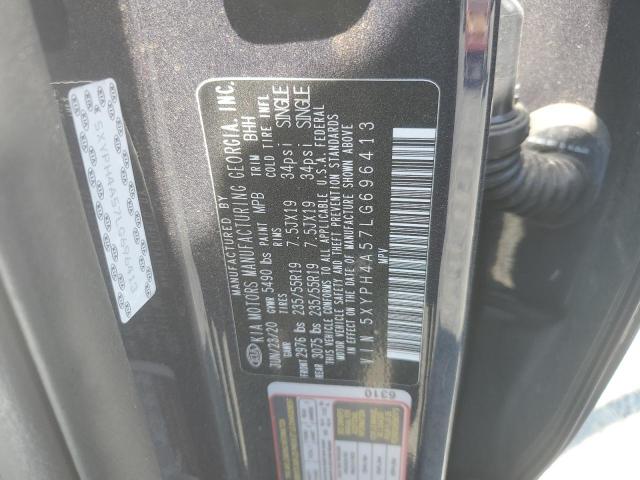 MANUFACTURED BY
KIA MOTORS MANUFACTURING GEORGIA, INC.
JUN/23/20 GVWR 5490 lbs PAINT MPB TRIM BHH
GAWR TIRES RIMS COLD TIRE INFL
FRONT 2976 lbs 235/55R19 7.5JX19 34psi SINGLE
REAR 3075 lbs 235/55R19 7.5JX19 34psi SINGLE
THIS VEHICLE CONFORMS TO ALL APPLICABLE U.S.A. FEDERAL
MOTOR VEHICLE SAFETY AND THEFT PREVENTION STANDARDS
IN EFFECT ON THE DATE OF MANUFACTURE SHOWN ABOVE.
VIN: 5XYPH4A57LG696413
MPV
5XYPH4A57LG696413
6310